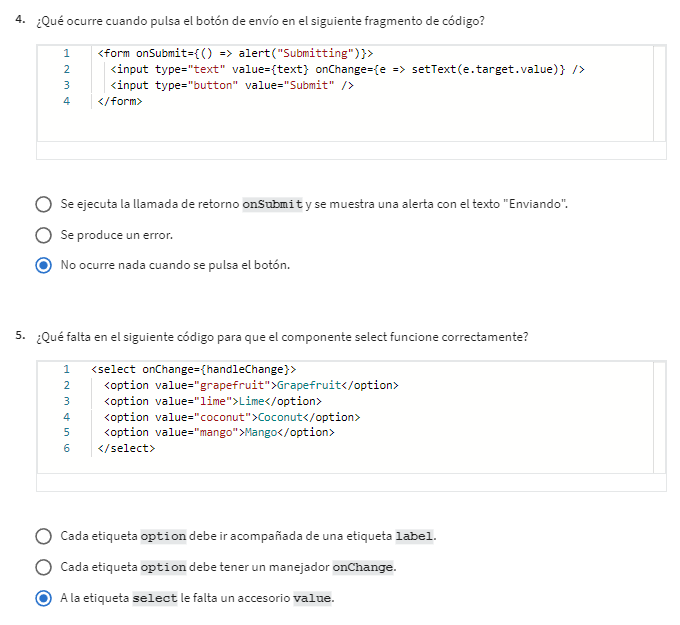 4. ¿Qué ocurre cuando pulsa el botón de envío en el siguiente fragmento de código?
1 <form onSubmit={() => alert("Submitting")}>
2 <input type="text" value={text} onChange={e => setText(e.target.value)} />
3 <input type="button" value="Submit" />
4 </form>
Se ejecuta la llamada de retorno onSubmit y se muestra una alerta con el texto "Enviando".
Se produce un error.
No ocurre nada cuando se pulsa el botón.
5. ¿Qué falta en el siguiente código para que el componente select funcione correctamente?
1 <select onChange={handleChange}>
2 <option value="grapefruit">Grapefruit</option>
3 <option value="lime">Lime</option>
4 <option value="coconut">Coconut</option>
5 <option value="mango">Mango</option>
6 </select>
Cada etiqueta option debe ir acompañada de una etiqueta label.
Cada etiqueta option debe tener un manejador onChange.
A la etiqueta select le falta un accesorio value.